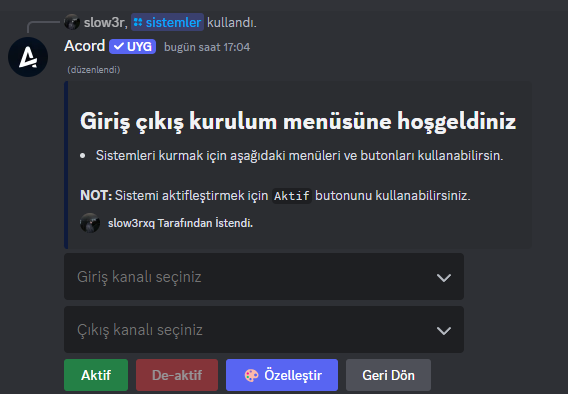 slow3r, sistemler kullandı.
Acord ✓ UYG bugün saat 17:04
(düzenlendi)
Giriş çıkış kurulum menüsüne hoşgeldiniz
• Sistemleri kurmak için aşağıdaki menüleri ve butonları kullanabilirsin.
NOT: Sistemi aktifleştirmek için Aktif butonunu kullanabilirsiniz.
slow3rxq Tarafından İstendi.
Giriş kanalı seçiniz
Çıkış kanalı seçiniz
Aktif De-aktif Özelleştir Geri Dön